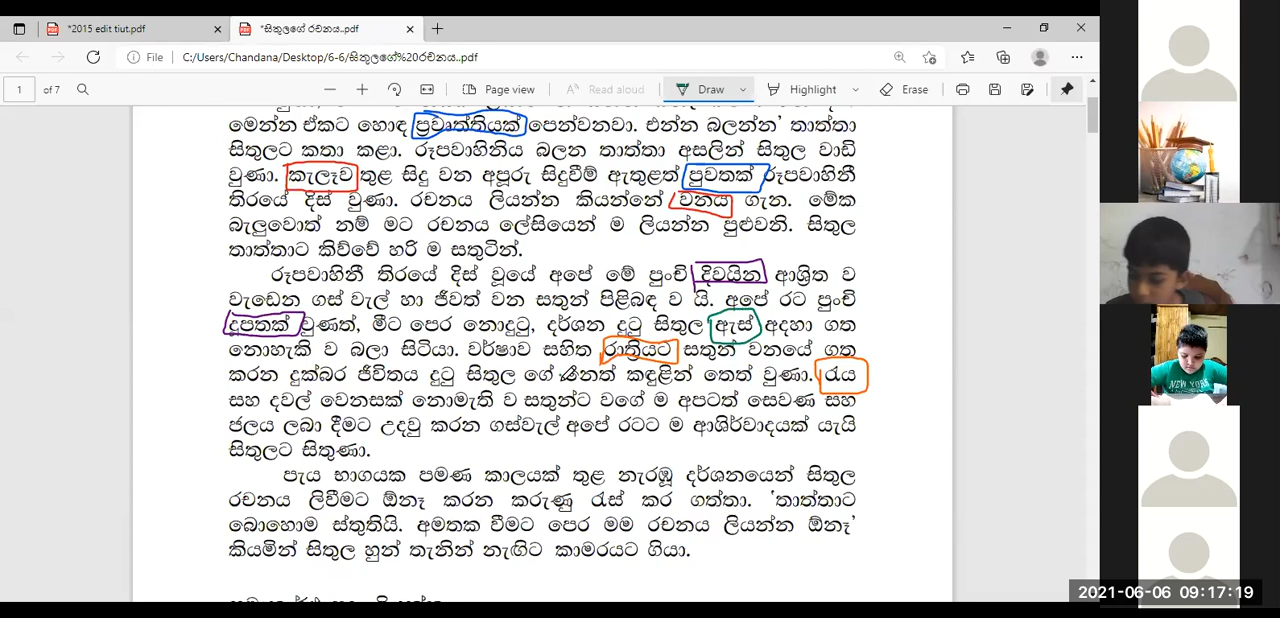 *2015 edit tiut.pdf
*සිතුලගේ රචනය..pdf
File
C:/Users/Chandana/Desktop/6-6/සිතුලගේ%20රචනය..pdf
1 of 7
Page view
Read aloud
Draw
Highlight
Erase
මෙන්න ඒකට හොඳ ප්‍රවෘත්තියක් පෙන්වනවා. එන්න බලන්න’ තාත්තා
සිතුලට කතා කළා. රූපවාහිනිය බලන තාත්තා අසලින් සිතුල වාඩි
වුණා. කැලෑව තුළ සිදු වන අපූරු සිදුවීම් ඇතුළත් පුවතක් රූපවාහිනී
තිරයේ දිස් වුණා. රචනය ලියන්න කියන්නේ වනය ගැන. මේක
බැලුවොත් නම් මට රචනය ලේසියෙන් ම ලියන්න පුළුවනි. සිතුල
තාත්තාට කිව්වේ හරි ම සතුටින්.
රූපවාහිනී තිරයේ දිස් වූයේ අපේ මේ පුංචි දිවයින ආශ්‍රිත ව
වැඩෙන ගස් වැල් හා ජීවත් වන සතුන් පිළිබඳ ව යි. අපේ රට පුංචි
දූපතක් වුණත්, මීට පෙර නොදුටු, දර්ශන දුටු සිතුල ඇස් අදහා ගත
නොහැකි ව බලා සිටියා. වර්ෂාව සහිත රාත්‍රියට සතුන් වනයේ ගත
කරන දුක්බර ජීවිතය දුටු සිතුල ගේ නෙත් කඳුළින් තෙත් වුණා. රැය
සහ දවල් වෙනසක් නොමැති ව සතුන්ට වගේ ම අපටත් සෙවණ සහ
ජලය ලබා දීමට උදවු කරන ගස්වැල් අපේ රටට ම ආශිර්වාදයක් යැයි
සිතුලට සිතුණා.
පැය භාගයක පමණ කාලයක් තුළ නැරඹූ දර්ශනයෙන් සිතුල
රචනය ලිවීමට ඕනෑ කරන කරුණු රැස් කර ගත්තා. ‘තාත්තාට
බොහොම ස්තුතියි. අමතක වීමට පෙර මම රචනය ලියන්න ඕනෑ’
කියමින් සිතුල හුන් තැනින් නැඟිට කාමරයට ගියා.
NEW YORK
2021-06-06 09:17:19